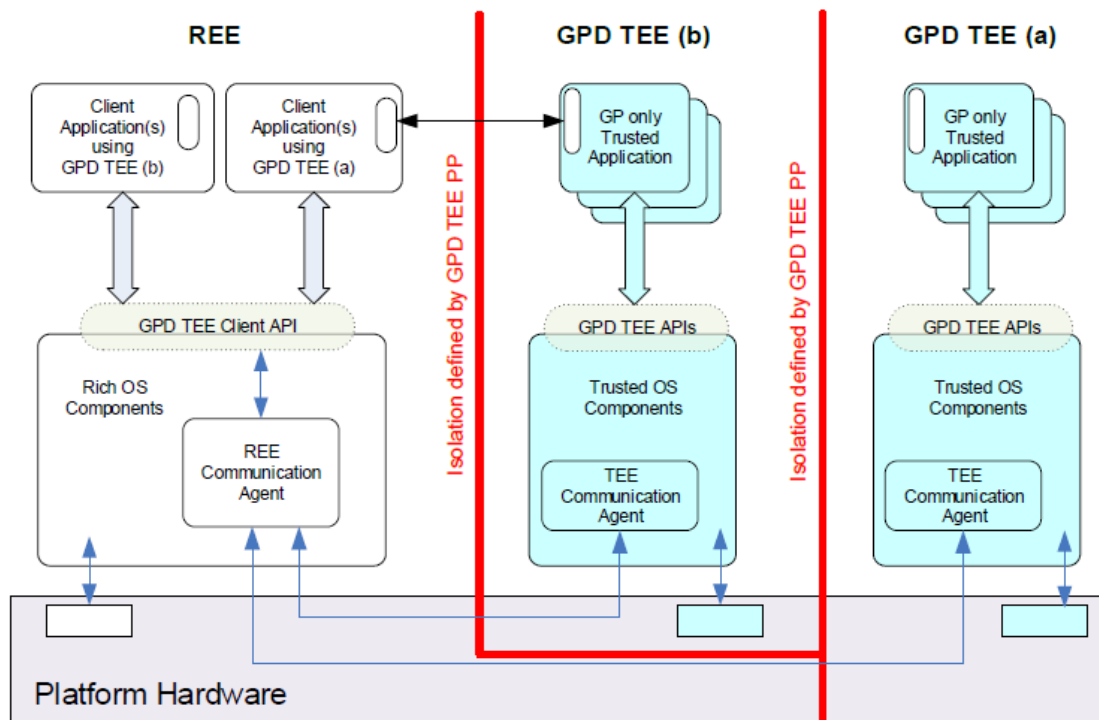 REE
GPD TEE (b)
GPD TEE (a)
Client
Application(s)
using
GPD TEE (b)
Client
Application(s)
using
GPD TEE (a)
GP only
Trusted
Application
GP only
Trusted
Application
Isolation defined by GPD TEE PP
Isolation defined by GPD TEE PP
GPD TEE Client API
GPD TEE APIs
GPD TEE APIs
Rich OS
Components
Trusted OS
Components
Trusted OS
Components
REE
Communication
Agent
TEE
Communication
Agent
TEE
Communication
Agent
Platform Hardware